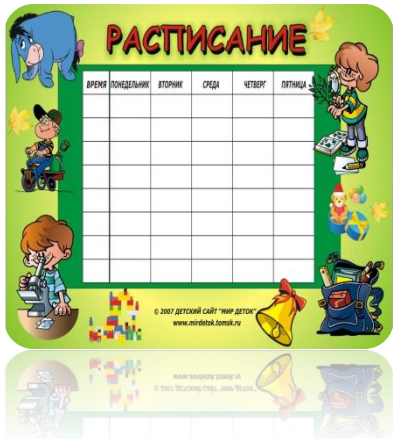 РАСПИСАНИЕ
ВРЕМЯ ПОНЕДЕЛЬНИК ВТОРНИК СРЕДА ЧЕТВЕРГ ПЯТНИЦА
© 2007 ДЕТСКИЙ САЙТ "МИР ДЕТОК"
www.mirdetok.tomsk.ru